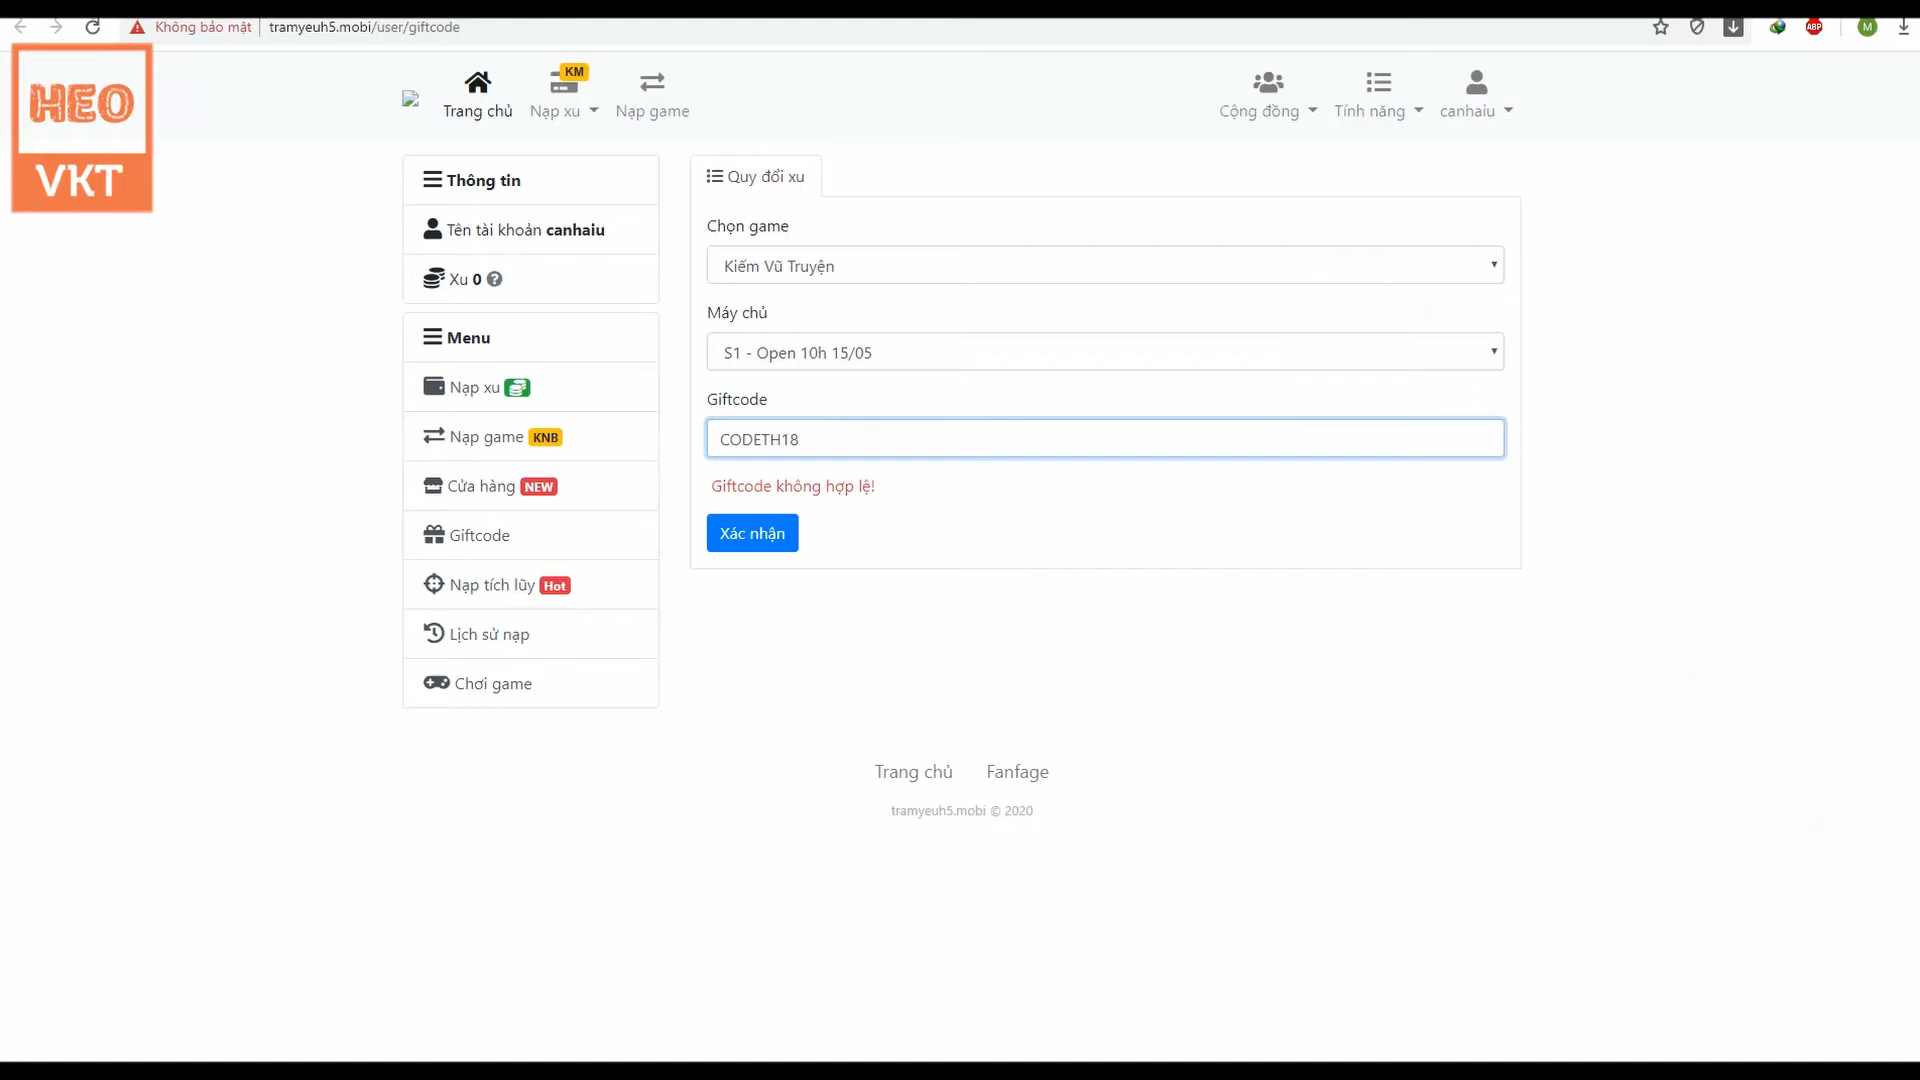 Không bảo mật
tramyeuh5.mobi/user/giftcode
ABP
M
HEO
VKT
Trang chủ
KM
Nạp xu
Nạp game
Cộng đồng
Tính năng
canhaiu
Thông tin
Tên tài khoản canhaiu
Xu 0
Menu
Nạp xu
Nạp game KNB
Cửa hàng NEW
Giftcode
Nạp tích lũy Hot
Lịch sử nạp
Chơi game
Quy đổi xu
Chọn game
Kiếm Vũ Truyện
Máy chủ
S1 - Open 10h 15/05
Giftcode
CODETH18
Giftcode không hợp lệ!
Xác nhận
Trang chủ
Fanfage
tramyeuh5.mobi © 2020